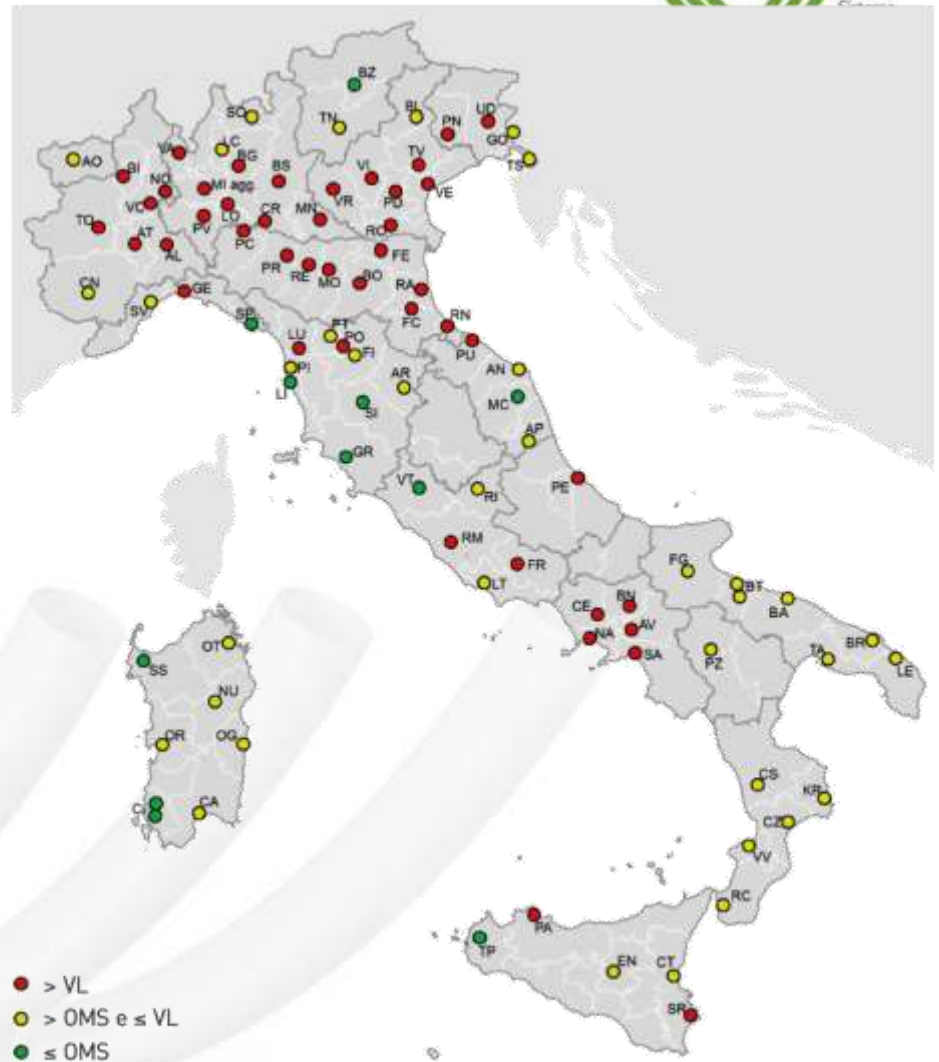 BZ
SO
TN
BL
PN
UD
GO
TS
AO
BI
VA
LC
BG
BS
VI
TV
VE
NO
MI agg
VR
PD
TO
VC
LO
CR
MN
RO
AT
AL
PV
PC
PR
RE
MO
BO
FE
RA
CN
SV
GE
SP
FC
RN
PU
LU
PT
PO
FI
PI
LI
AR
AN
MC
SI
AP
GR
VT
RI
PE
RM
FR
LT
FG
BT
BA
BN
CE
AV
NA
SA
PZ
TA
BR
LE
OT
SS
NU
OR
OG
CA
CS
KR
CZ
VV
RC
PA
TP
EN
CT
SR
> VL
> OMS e ≤ VL
≤ OMS